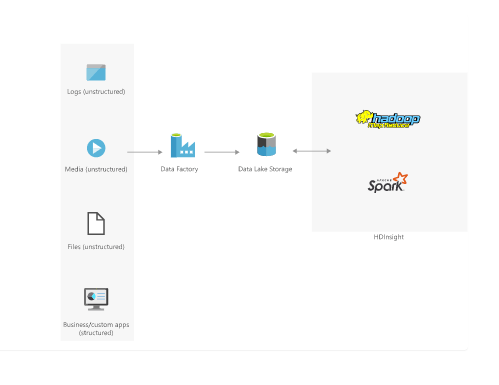 Logs (unstructured)
Media (unstructured)
Data Factory
Data Lake Storage
hadoop
APACHE
Spark
HDInsight
Files (unstructured)
Business/custom apps
(structured)